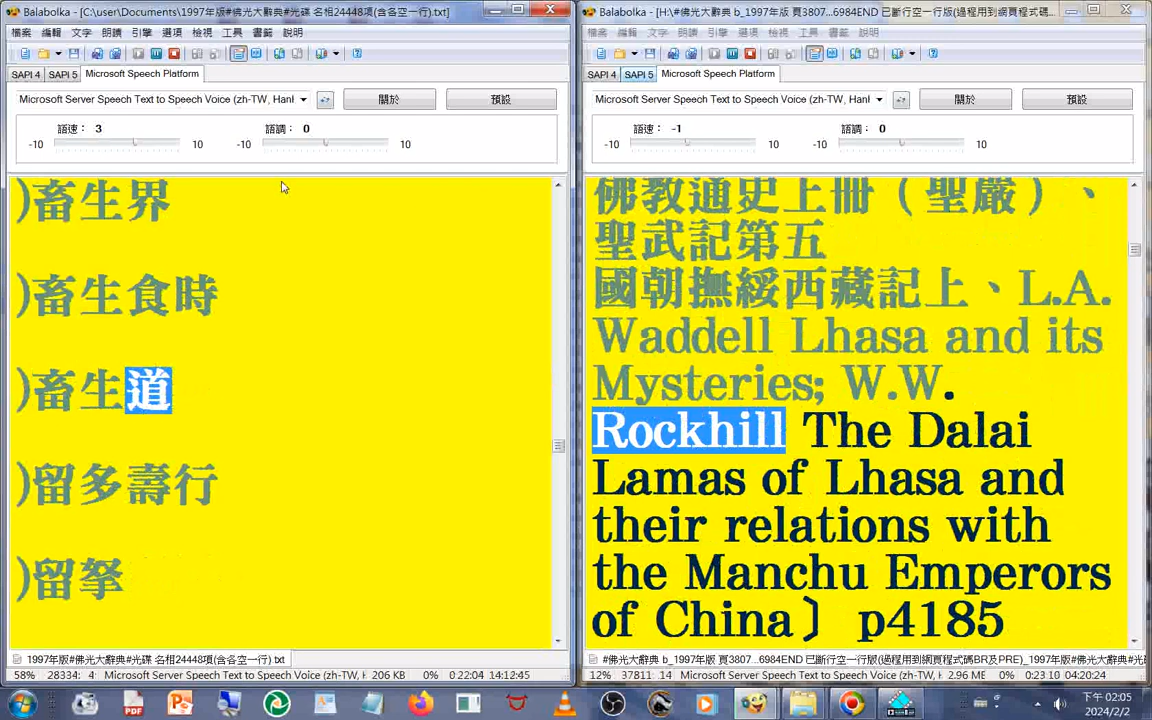 Balabolka - [C:\user\Documents\1997年版#佛光大辭典#光碟 名相24448項(含各空一行).txt]
檔案 編輯 文字 朗讀 引擎 選項 檢視 工具 書籤 說明
SAPI 4 SAPI 5 Microsoft Speech Platform
Microsoft Server Speech Text to Speech Voice (zh-TW, HanH
關於
預設
語速： 3 語調： 0
-10 10 -10 10
)畜生界
)畜生食時
)畜生道
)留多壽行
)留拏
1997年版#佛光大辭典#光碟 名相24448項(含各空一行).txt
58% 28334: 4 Microsoft Server Speech Text to Speech Voice (zh-TW, H 206 KB 0% 0:22:04 14:12:45
Balabolka - [H:\#佛光大辭典 b_1997年版 頁3807...6984END 已斷行空一行版(過程用到網頁程式碼...
檔案 編輯 文字 朗讀 引擎 選項 檢視 工具 書籤 說明
SAPI 4 SAPI 5 Microsoft Speech Platform
Microsoft Server Speech Text to Speech Voice (zh-TW, HanH
關於
預設
語速： -1 語調： 0
-10 10 -10 10
佛教通史上冊（聖嚴）、
聖武記第五
國朝撫綏西藏記上、L.A.
Waddell Lhasa and its
Mysteries; W.W.
Rockhill The Dalai
Lamas of Lhasa and
their relations with
the Manchu Emperors
of China〕 p4185
#佛光大辭典 b_1997年版 頁3807...6984END 已斷行空一行版(過程用到網頁程式碼BR及PRE)_1997年版#光
12% 37811: 14 Microsoft Server Speech Text to Speech Voice (zh-TW, H 2.96 ME 0% 0:23:10 04:20:24
下午 02:05
2024/2/2